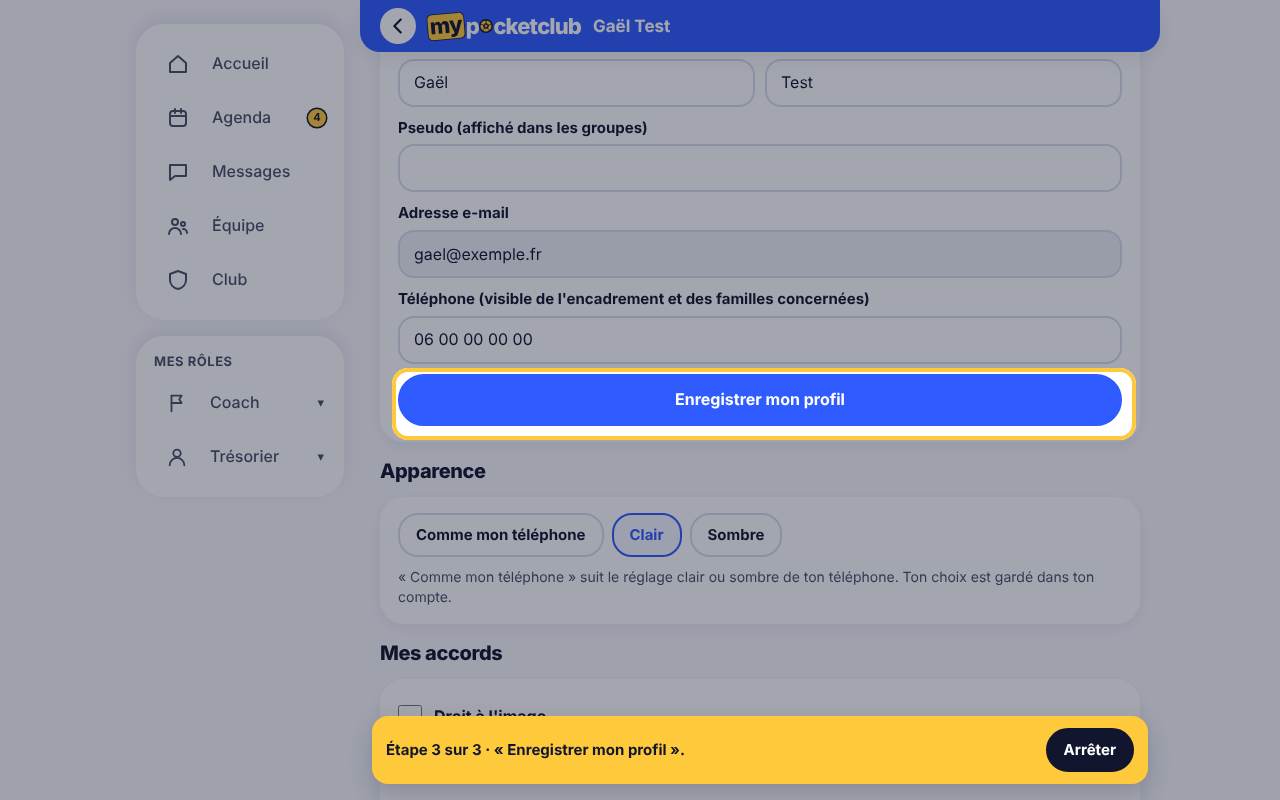 mypocketclub Gaël Test
Accueil
Agenda 4
Messages
Équipe
Club
MES RÔLES
Coach ▾
Trésorier ▾
Gaël Test
Pseudo (affiché dans les groupes)
Adresse e-mail
gael@exemple.fr
Téléphone (visible de l'encadrement et des familles concernées)
06 00 00 00 00
Enregistrer mon profil
Apparence
Comme mon téléphone Clair Sombre
« Comme mon téléphone » suit le réglage clair ou sombre de ton téléphone. Ton choix est gardé dans ton
compte.
Mes accords
Droit à l'image
Étape 3 sur 3 · « Enregistrer mon profil ». Arrêter